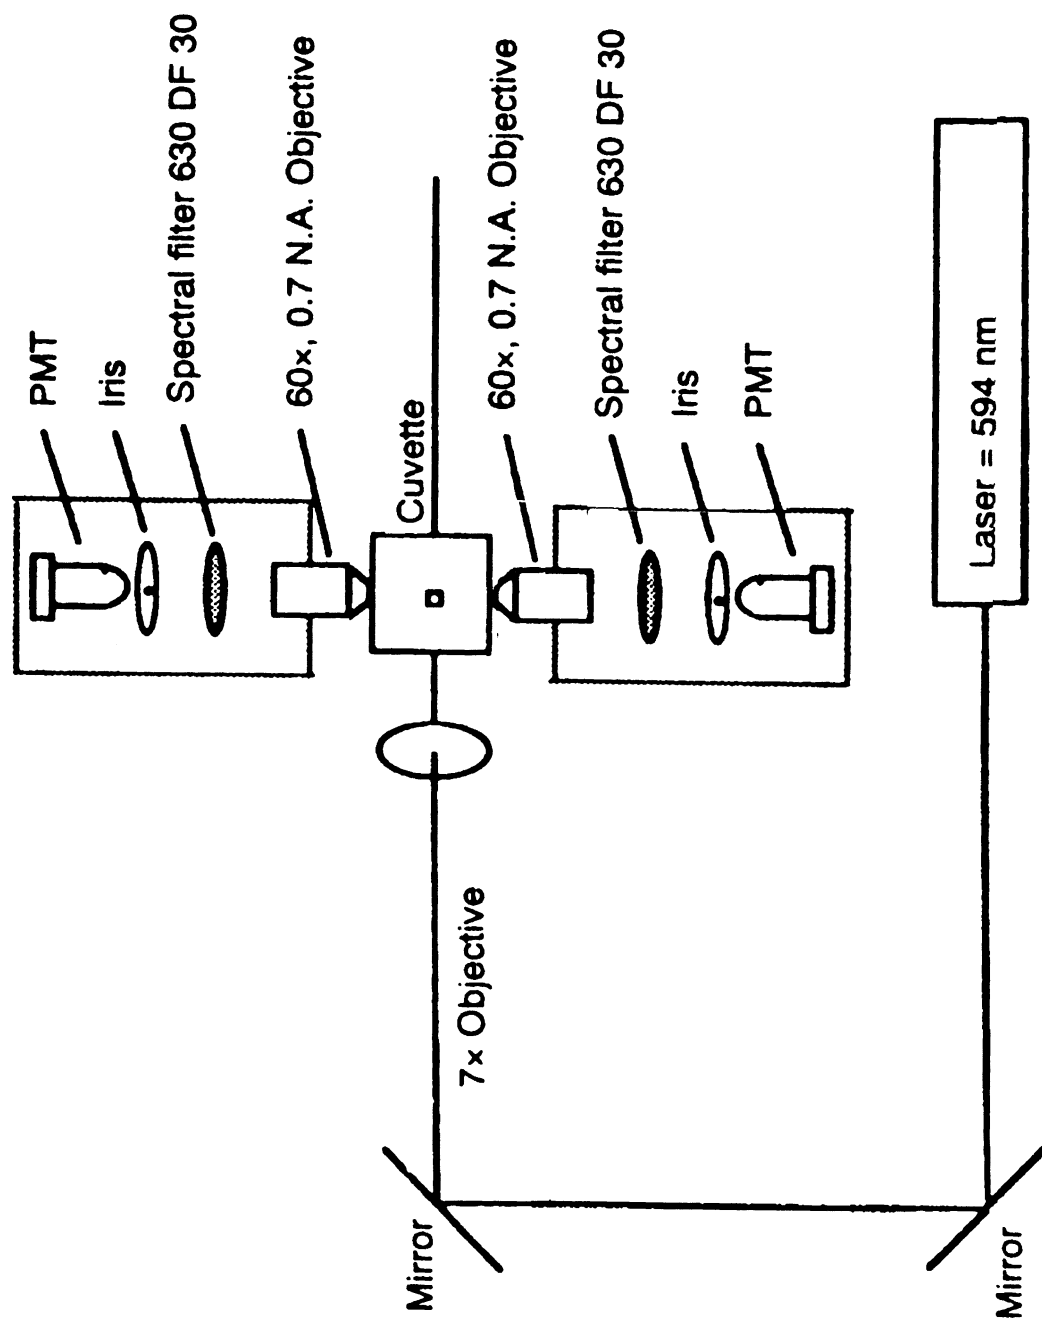 PMT
Iris
Spectral filter 630 DF 30
60×, 0.7 N.A. Objective
Cuvette
60×, 0.7 N.A. Objective
Spectral filter 630 DF 30
Iris
PMT
7× Objective
Laser = 594 nm
Mirror
Mirror